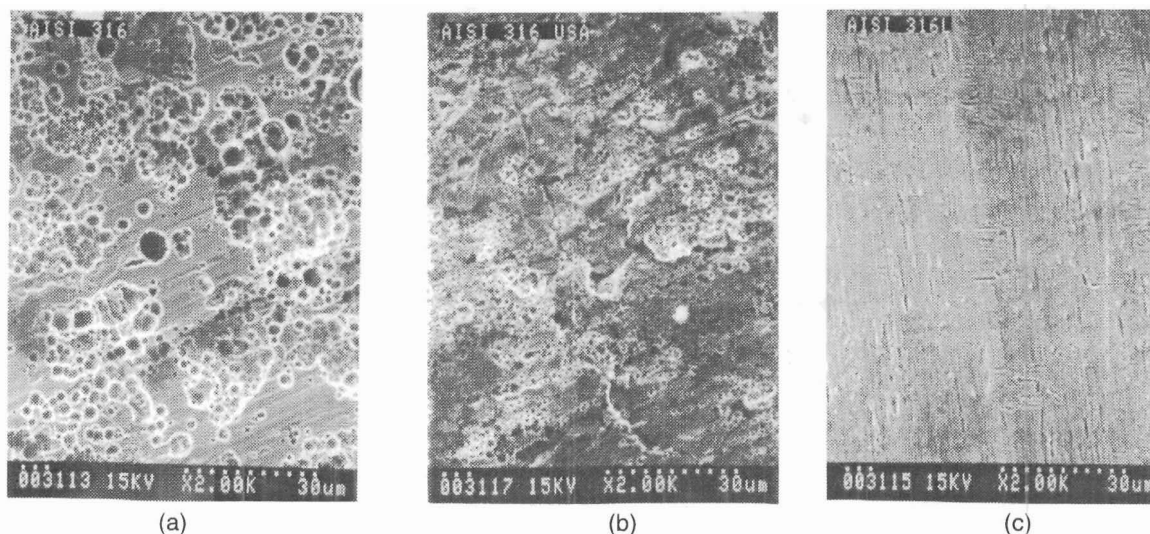 AISI 316
AISI 316 USA
AISI 316L
003113 15KV X2.00K 30um
003117 15KV X2.00K 30um
003115 15KV X2.00K 30um
(a)
(b)
(c)